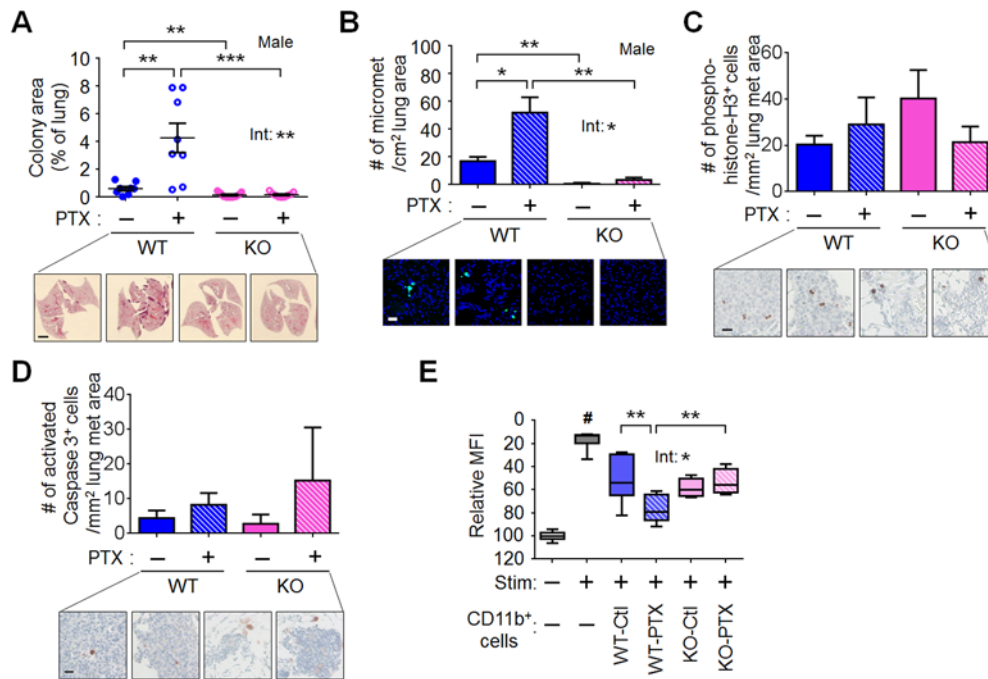 A
Colony area
(% of lung)
10
8
6
4
2
0
**
**
***
Male
Int: **
PTX : – + – +
WT KO
B
# of micromet
/cm² lung area
100
80
60
40
20
0
**
*
**
Male
Int: *
PTX : – + – +
WT KO
C
# of phospho-
histone-H3⁺ cells
/mm² lung met area
60
40
20
0
PTX : – + – +
WT KO
D
# of activated
Caspase 3⁺ cells
/mm² lung met area
40
30
20
10
0
PTX : – + – +
WT KO
E
Relative MFI
0
20
40
60
80
100
120
#
** **
Int: *
Stim: – + + + + +
CD11b⁺
cells : – – WT-Ctl WT-PTX KO-Ctl KO-PTX